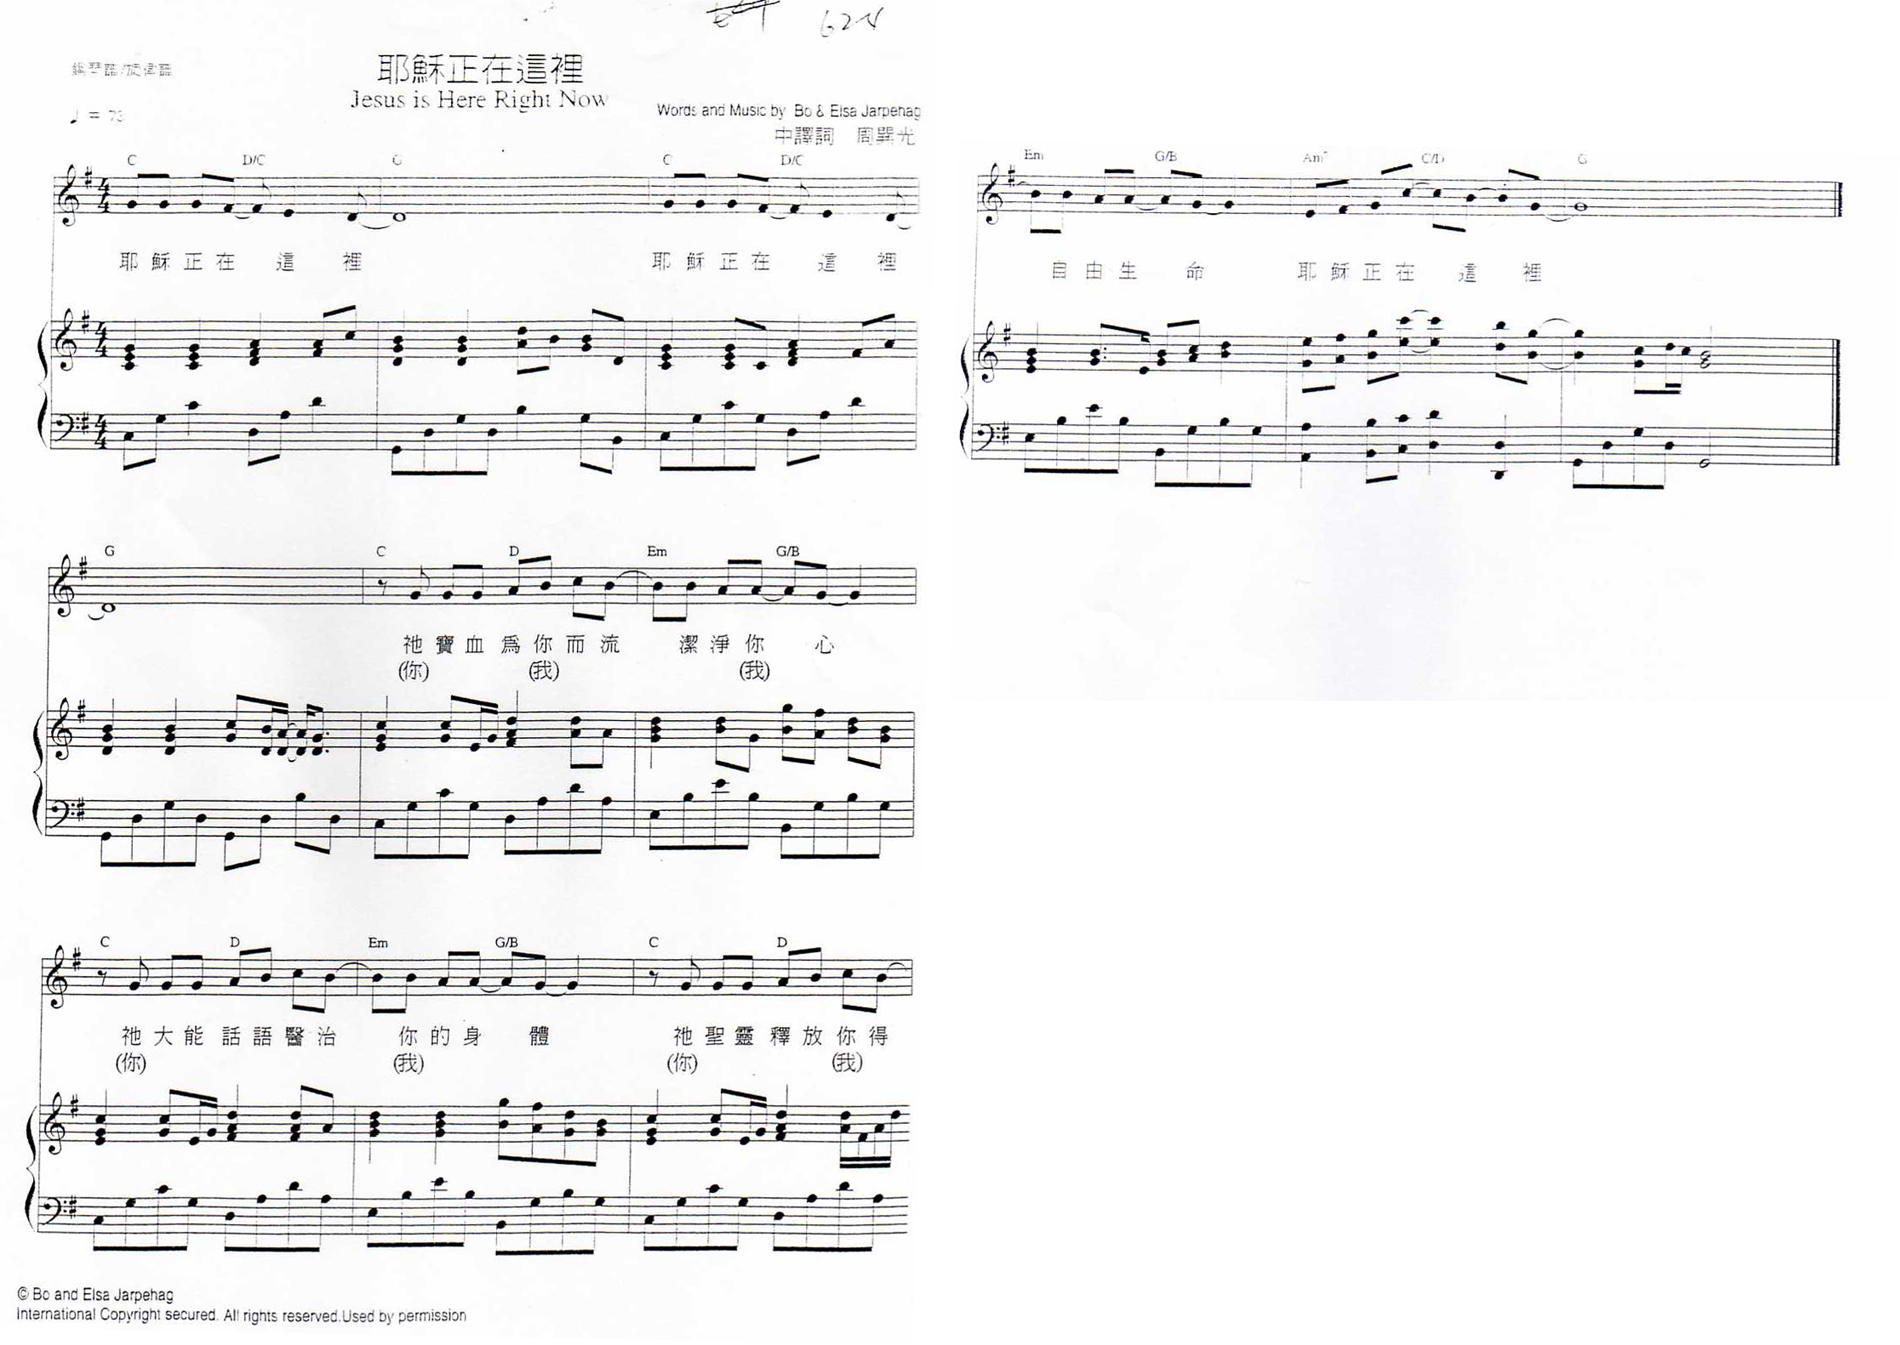 624
耶穌正在這裡
鋼琴譜/旋律譜
Jesus is Here Right Now
♩ = 73
Words and Music by Bo & Elsa Jarpehag
中譯詞 周巽光
C D/C G C D/C
耶 穌 正 在 這 裡 耶 穌 正 在 這 裡
G C D Em G/B
祂 寶 血 為 你 而 流 潔 淨 你 心
(你) (我) (我)
C D Em G/B C D
祂 大 能 話 語 醫 治 你 的 身 體 祂 聖 靈 釋 放 你 得
(你) (我) (你) (我)
© Bo and Elsa Jarpehag
International Copyright secured. All rights reserved.Used by permission
Em G/B Am7 C/D G
自 由 生 命 耶 穌 正 在 這 裡